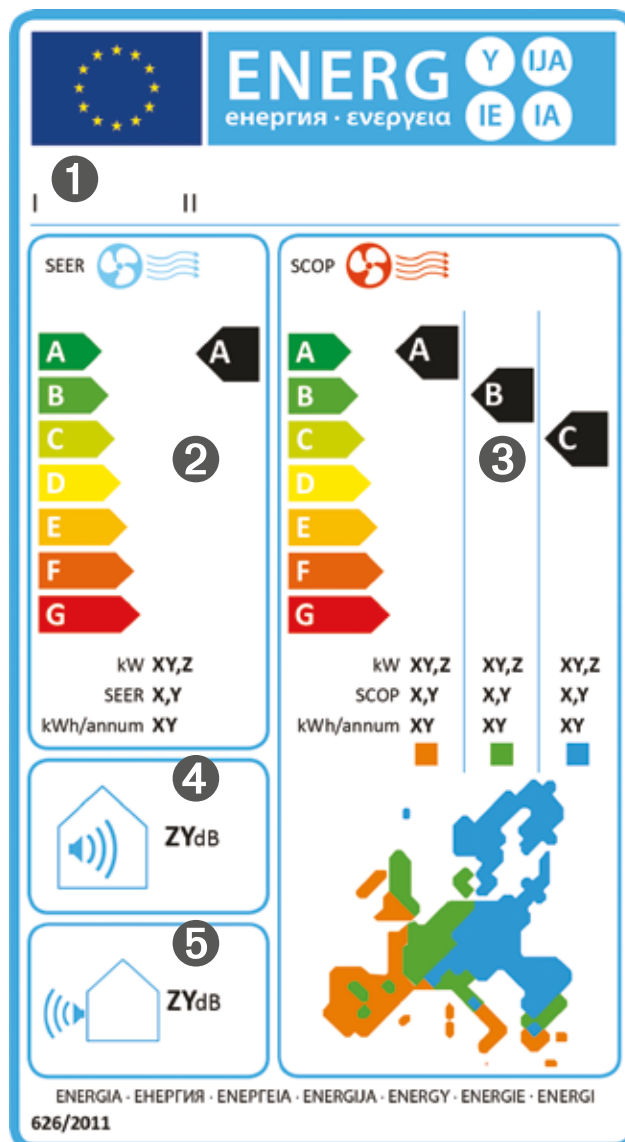 ENERG Y IJA
енергия · ενεργεια IE IA
1
I II
SEER
SCOP
A A
B
C
D
E
F
G
2
kW XY,Z
SEER X,Y
kWh/annum XY
A A
B B
C C
D
E
F
G
3
kW XY,Z XY,Z XY,Z
SCOP X,Y X,Y X,Y
kWh/annum XY XY XY
4
ZYdB
5
ZYdB
ENERGIA · ЕНЕРГИЯ · ΕΝΕΡΓΕΙΑ · ENERGIJA · ENERGY · ENERGIE · ENERGI
626/2011